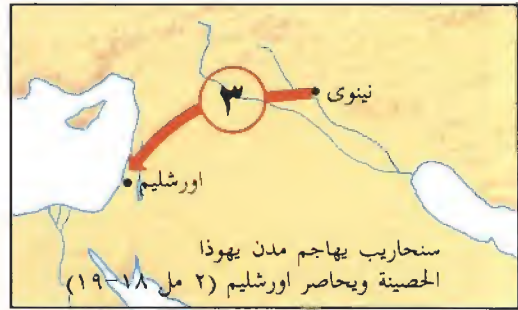 نينوى
٣
اورشليم
سنحاريب يهاجم مدن يهوذا
الحصينة ويحاصر اورشليم (٢ مل ١٨-١٩)